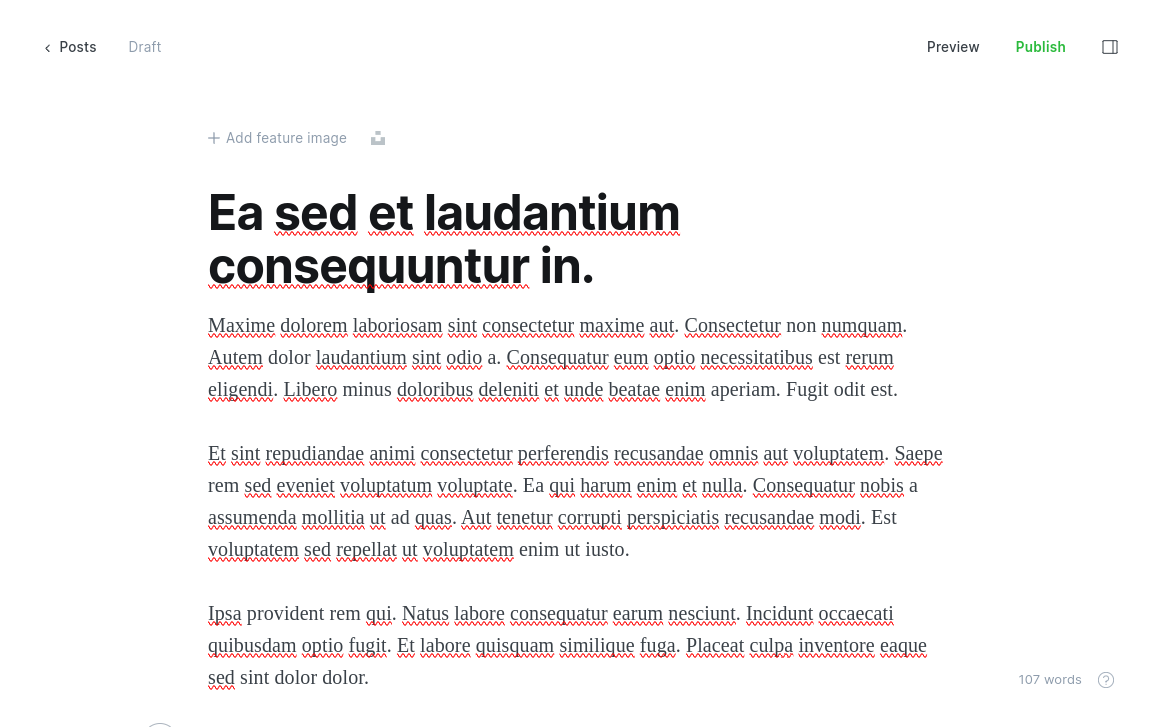 Posts Draft Preview Publish
Add feature image
Ea sed et laudantium
consequuntur in.
Maxime dolorem laboriosam sint consectetur maxime aut. Consectetur non numquam.
Autem dolor laudantium sint odio a. Consequatur eum optio necessitatibus est rerum
eligendi. Libero minus doloribus deleniti et unde beatae enim aperiam. Fugit odit est.
Et sint repudiandae animi consectetur perferendis recusandae omnis aut voluptatem. Saepe
rem sed eveniet voluptatum voluptate. Ea qui harum enim et nulla. Consequatur nobis a
assumenda mollitia ut ad quas. Aut tenetur corrupti perspiciatis recusandae modi. Est
voluptatem sed repellat ut voluptatem enim ut iusto.
Ipsa provident rem qui. Natus labore consequatur earum nesciunt. Incidunt occaecati
quibusdam optio fugit. Et labore quisquam similique fuga. Placeat culpa inventore eaque
sed sint dolor dolor.
107 words